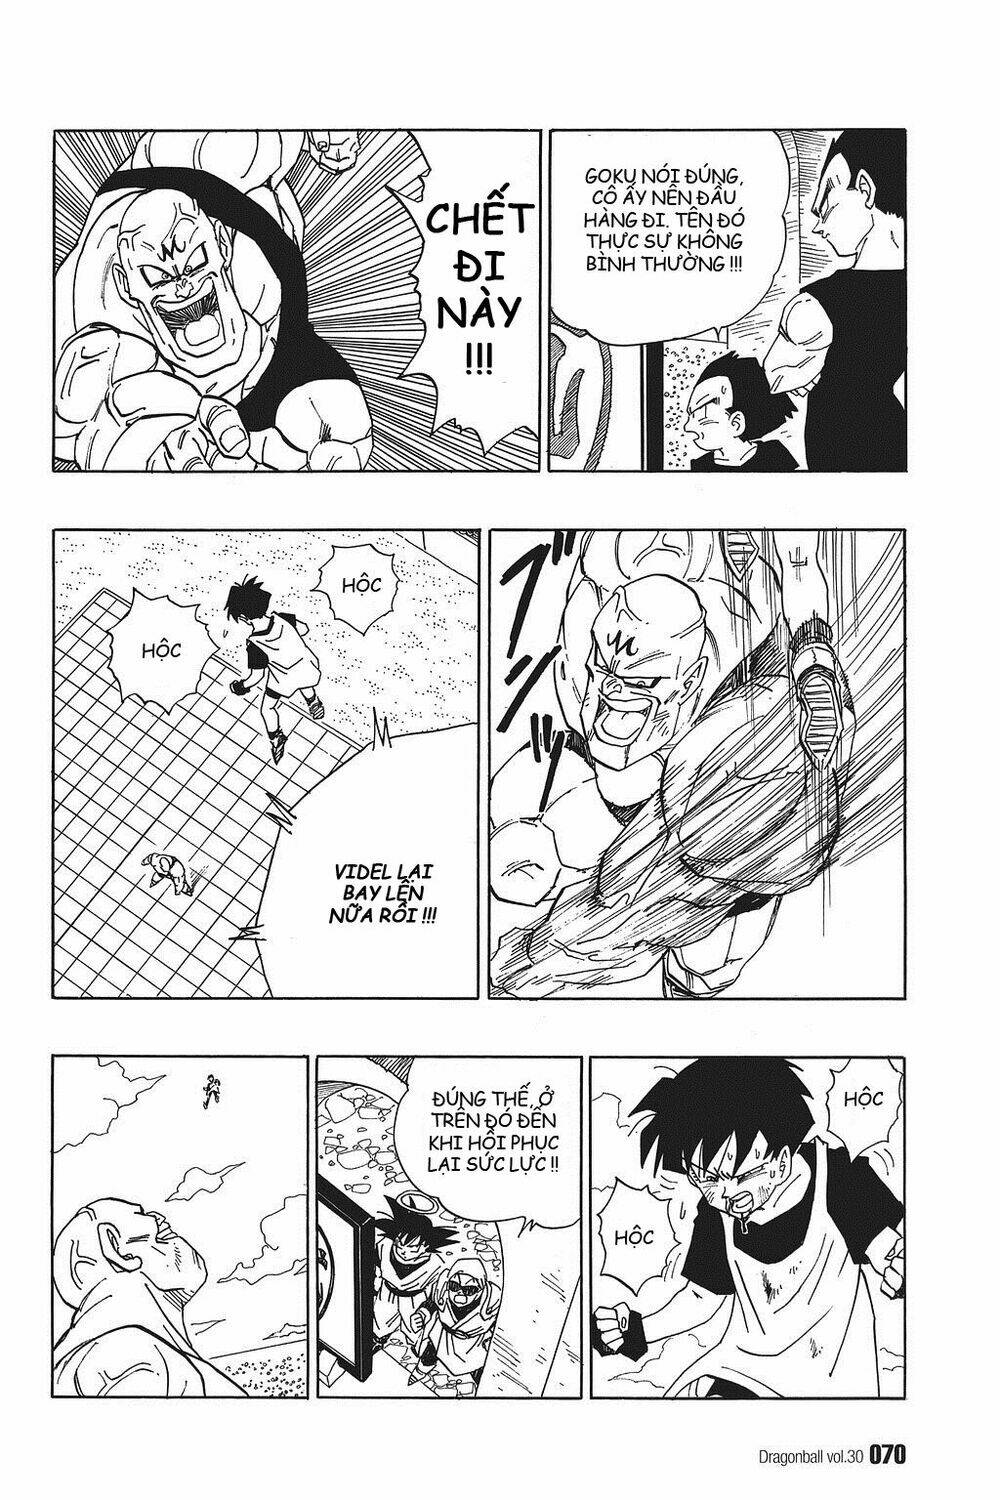 GOKU NÓI ĐÚNG,
CÔ ẤY NÊN ĐẦU
HÀNG ĐI. TÊN ĐÓ
THỰC SỰ KHÔNG
BÌNH THƯỜNG !!!
CHẾT
ĐI
NÀY
!!!
HỘC
HỘC
VIDEL LẠI
BAY LÊN
NỮA RỒI !!!
HỘC
HỘC
ĐÚNG THẾ, Ở
TRÊN ĐÓ ĐẾN
KHI HỒI PHỤC
LẠI SỨC LỰC !!
Dragonball vol.30 070